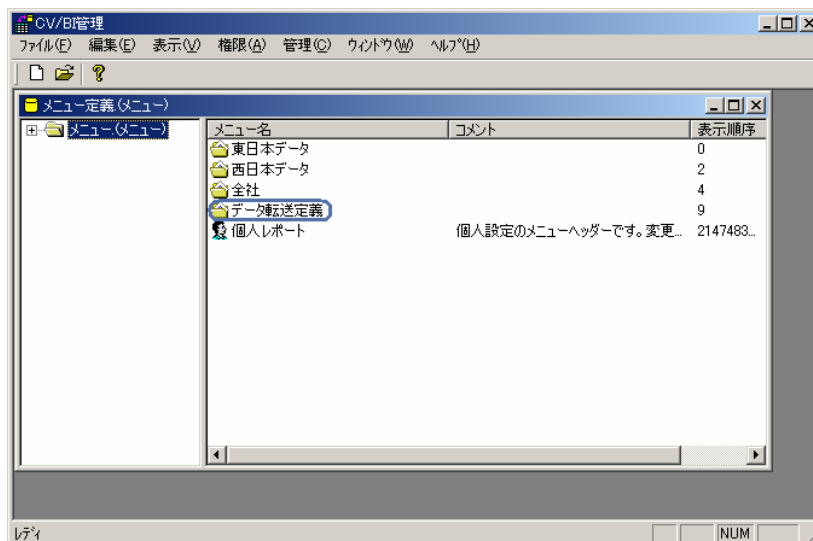 CV/BI管理
ファイル(F) 編集(E) 表示(V) 権限(A) 管理(C) ウィンドウ(W) ヘルプ(H)
メニュー定義.(メニュー)
メニュー.(メニュー)
メニュー名 コメント 表示順序
東日本データ 0
西日本データ 2
全社 4
データ転送定義 9
個人レポート 個人設定のメニューヘッダーです。変更... 2147483...
レディ NUM